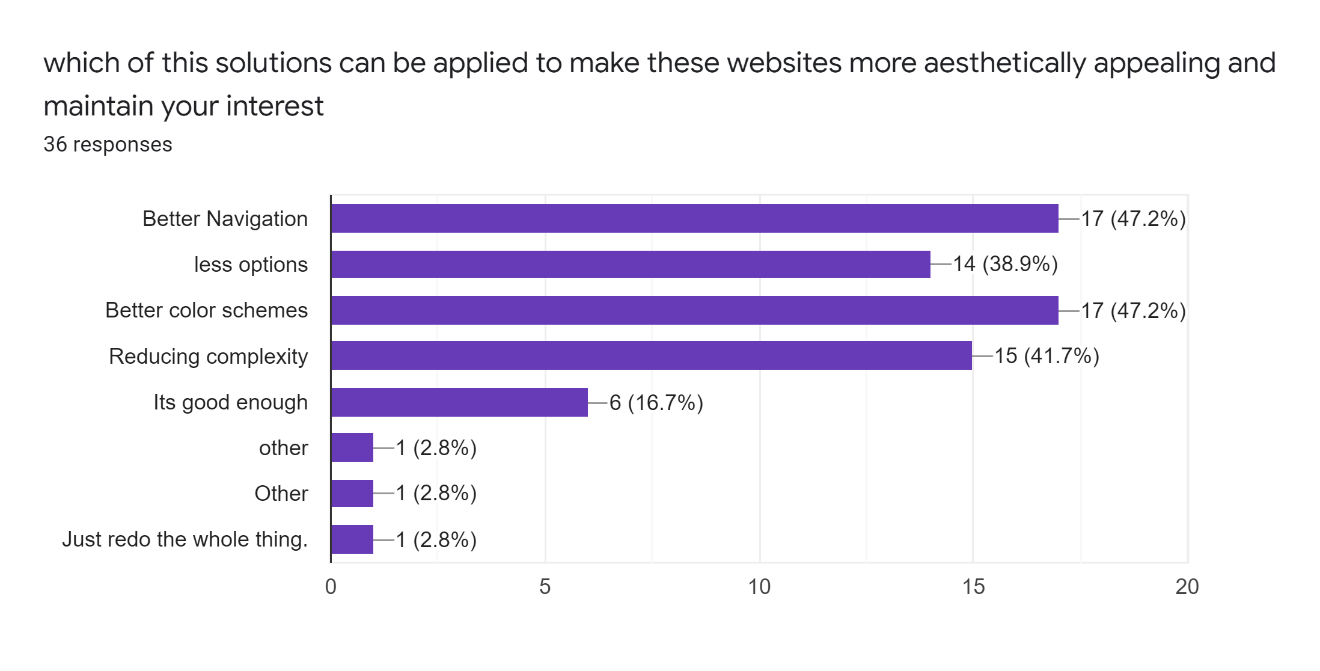 which of this solutions can be applied to make these websites more aesthetically appealing and
maintain your interest
36 responses
Better Navigation 17 (47.2%)
less options 14 (38.9%)
Better color schemes 17 (47.2%)
Reducing complexity 15 (41.7%)
Its good enough 6 (16.7%)
other 1 (2.8%)
Other 1 (2.8%)
Just redo the whole thing. 1 (2.8%)
0 5 10 15 20